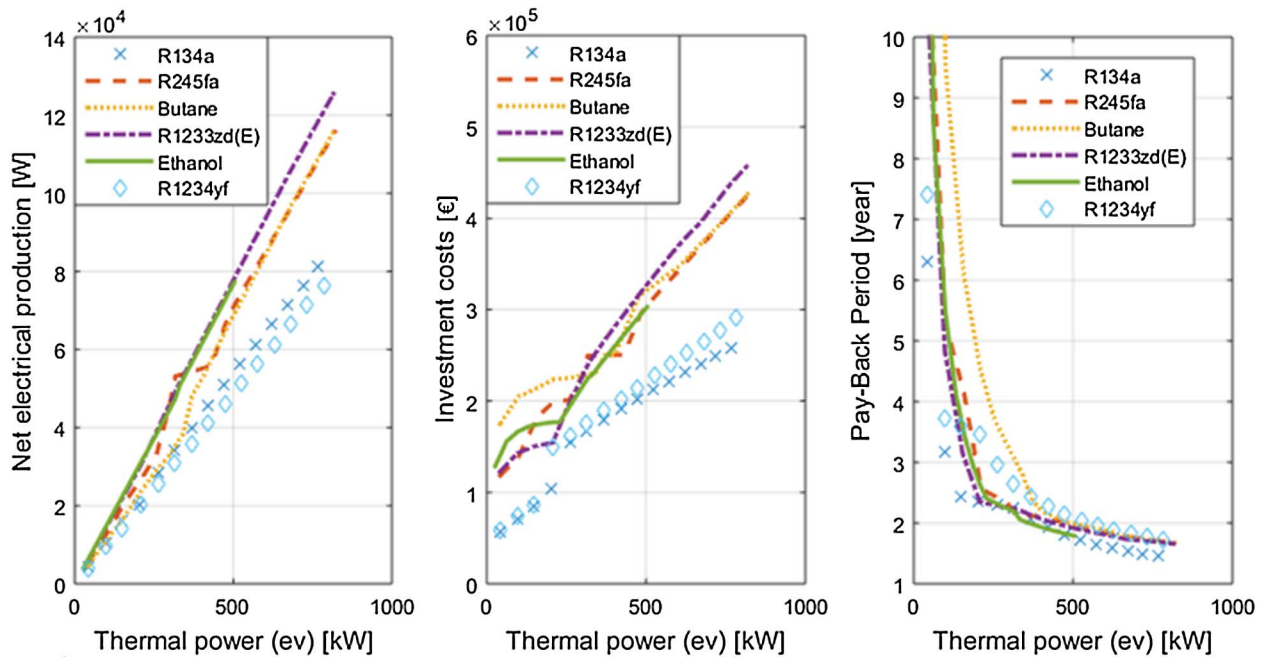 × 10⁴
14
12
10
8
6
4
2
0
0 500 1000
Net electrical production [W]
Thermal power (ev) [kW]
R134a
R245fa
Butane
R1233zd(E)
Ethanol
R1234yf
× 10⁵
6
5
4
3
2
1
0
0 500 1000
Investment costs [€]
Thermal power (ev) [kW]
R134a
R245fa
Butane
R1233zd(E)
Ethanol
R1234yf
10
9
8
7
6
5
4
3
2
1
0 500 1000
Pay-Back Period [year]
Thermal power (ev) [kW]
R134a
R245fa
Butane
R1233zd(E)
Ethanol
R1234yf